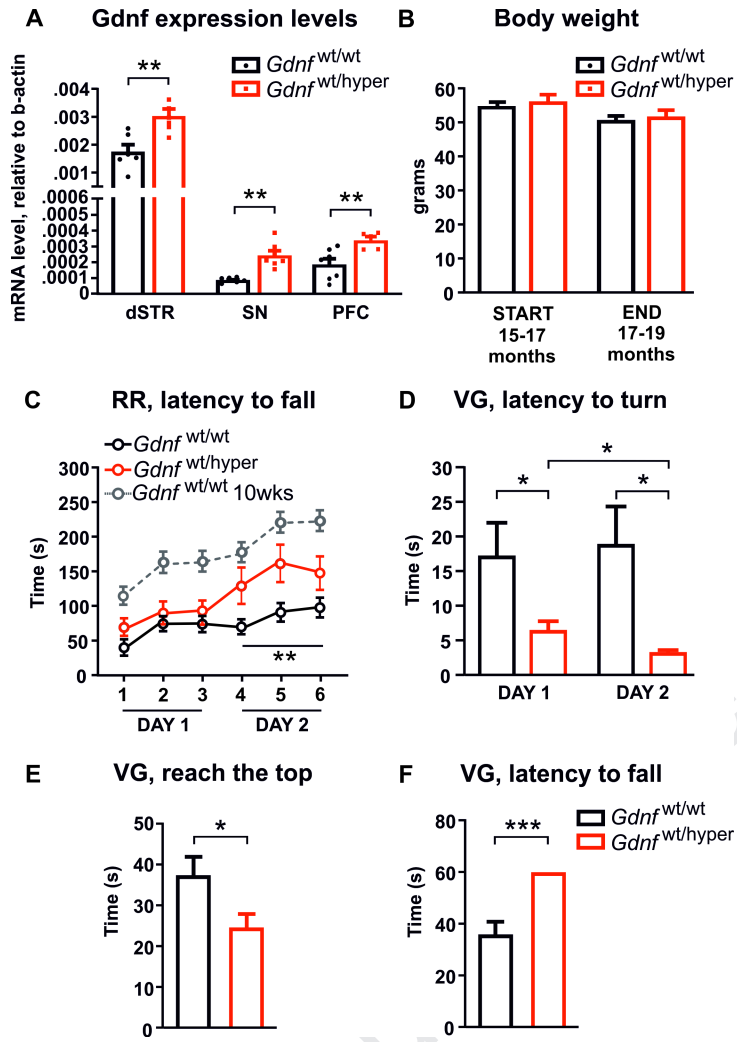 A Gdnf expression levels
mRNA level, relative to b-actin
.004
.003
.002
.001
.0006
.0005
.0004
.0003
.0002
.0001
0
** ** **
dSTR SN PFC
Gdnf wt/wt
Gdnf wt/hyper
B Body weight
grams
60
50
40
30
20
10
0
Gdnf wt/wt
Gdnf wt/hyper
START
15-17
months
END
17-19
months
C RR, latency to fall
Gdnf wt/wt
Gdnf wt/hyper
Gdnf wt/wt 10wks
Time (s)
300
250
200
150
100
50
0
**
1 2 3 4 5 6
DAY 1 DAY 2
D VG, latency to turn
Time (s)
25
20
15
10
5
0
*
* *
DAY 1 DAY 2
E VG, reach the top
Time (s)
50
40
30
20
10
0
*
F VG, latency to fall
Time (s)
80
60
40
20
0
***
Gdnf wt/wt
Gdnf wt/hyper